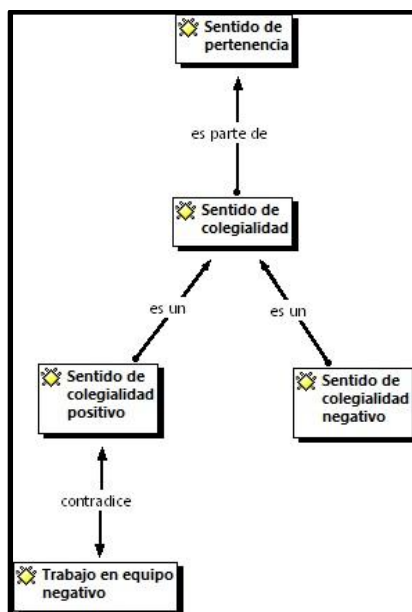 Sentido de
pertenencia
es parte de
Sentido de
colegialidad
es un
es un
Sentido de
colegialidad
positivo
Sentido de
colegialidad
negativo
contradice
Trabajo en equipo
negativo